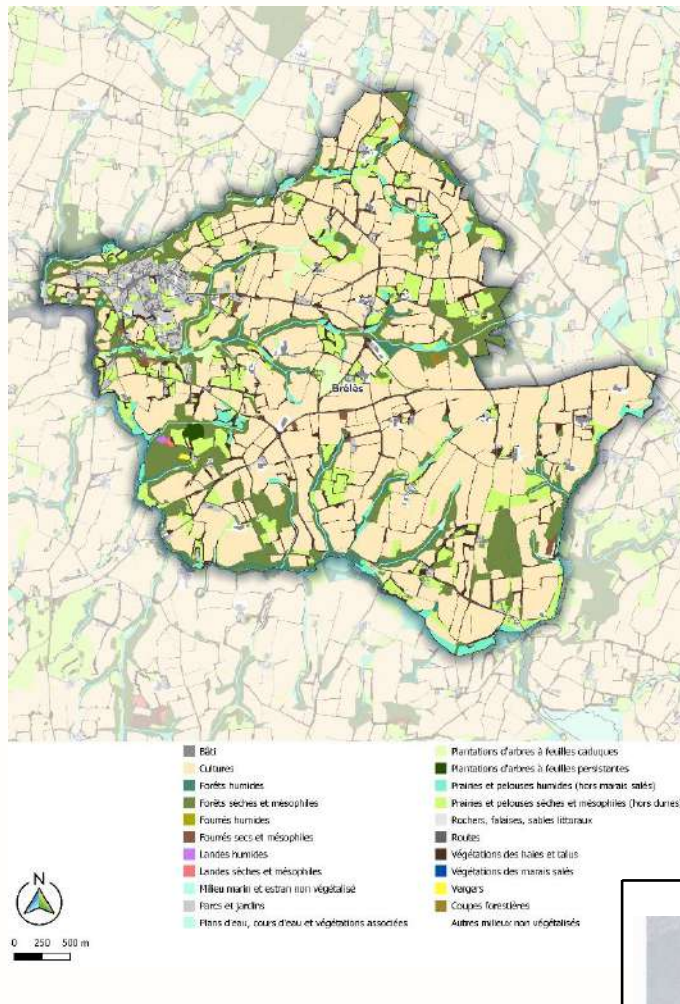 Brélès
Bâti
Cultures
Forêts humides
Forêts sèches et mésophiles
Fourrés humides
Fourrés secs et mésophiles
Landes humides
Landes sèches et mésophiles
Milieu marin et estran non végétalisé
Parcs et jardins
Plans d'eau, cours d'eau et végétations associées
Plantations d'arbres à feuilles caduques
Plantations d'arbres à feuilles persistantes
Prairies et pelouses humides (hors marais salés)
Prairies et pelouses sèches et mésophiles (hors dunes)
Rochers, falaises, sables littoraux
Routes
Végétations des haies et talus
Végétations des marais salés
Vergers
Coupes forestières
Autres milieux non végétalisés
N
0 250 500 m